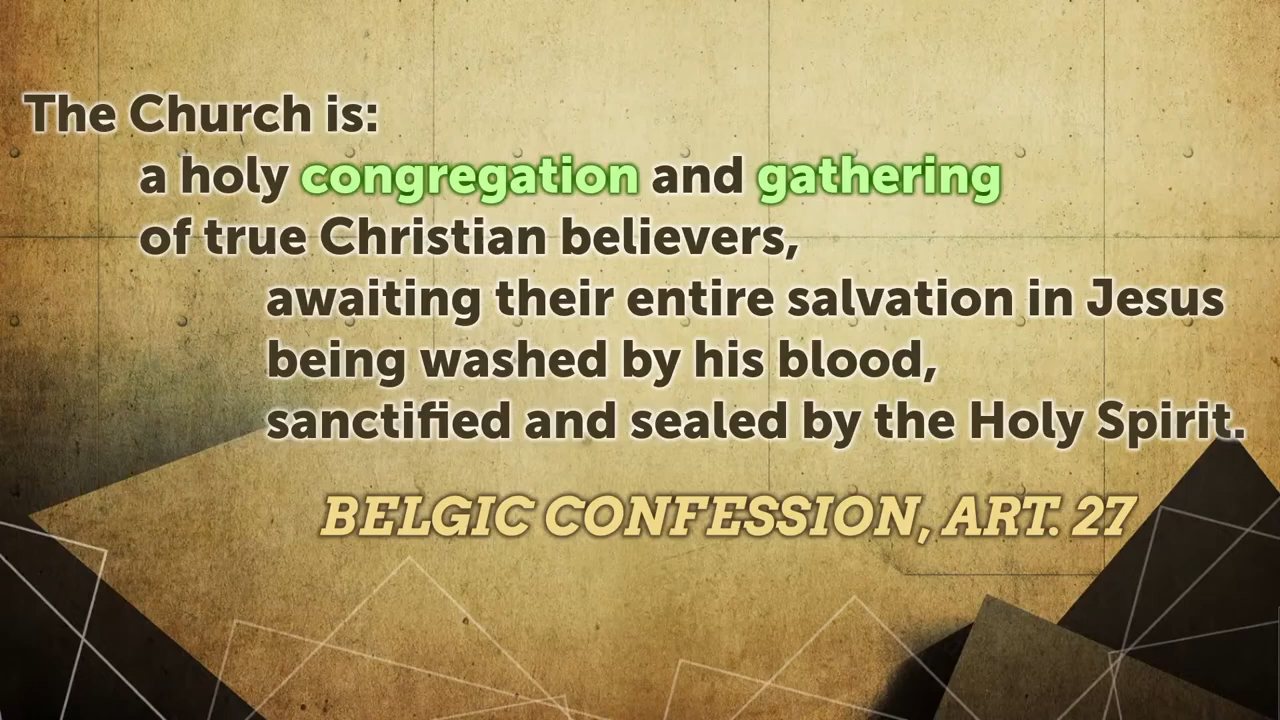 The Church is:
a holy congregation and gathering
of true Christian believers,
awaiting their entire salvation in Jesus
being washed by his blood,
sanctified and sealed by the Holy Spirit.
BELGIC CONFESSION, ART. 27